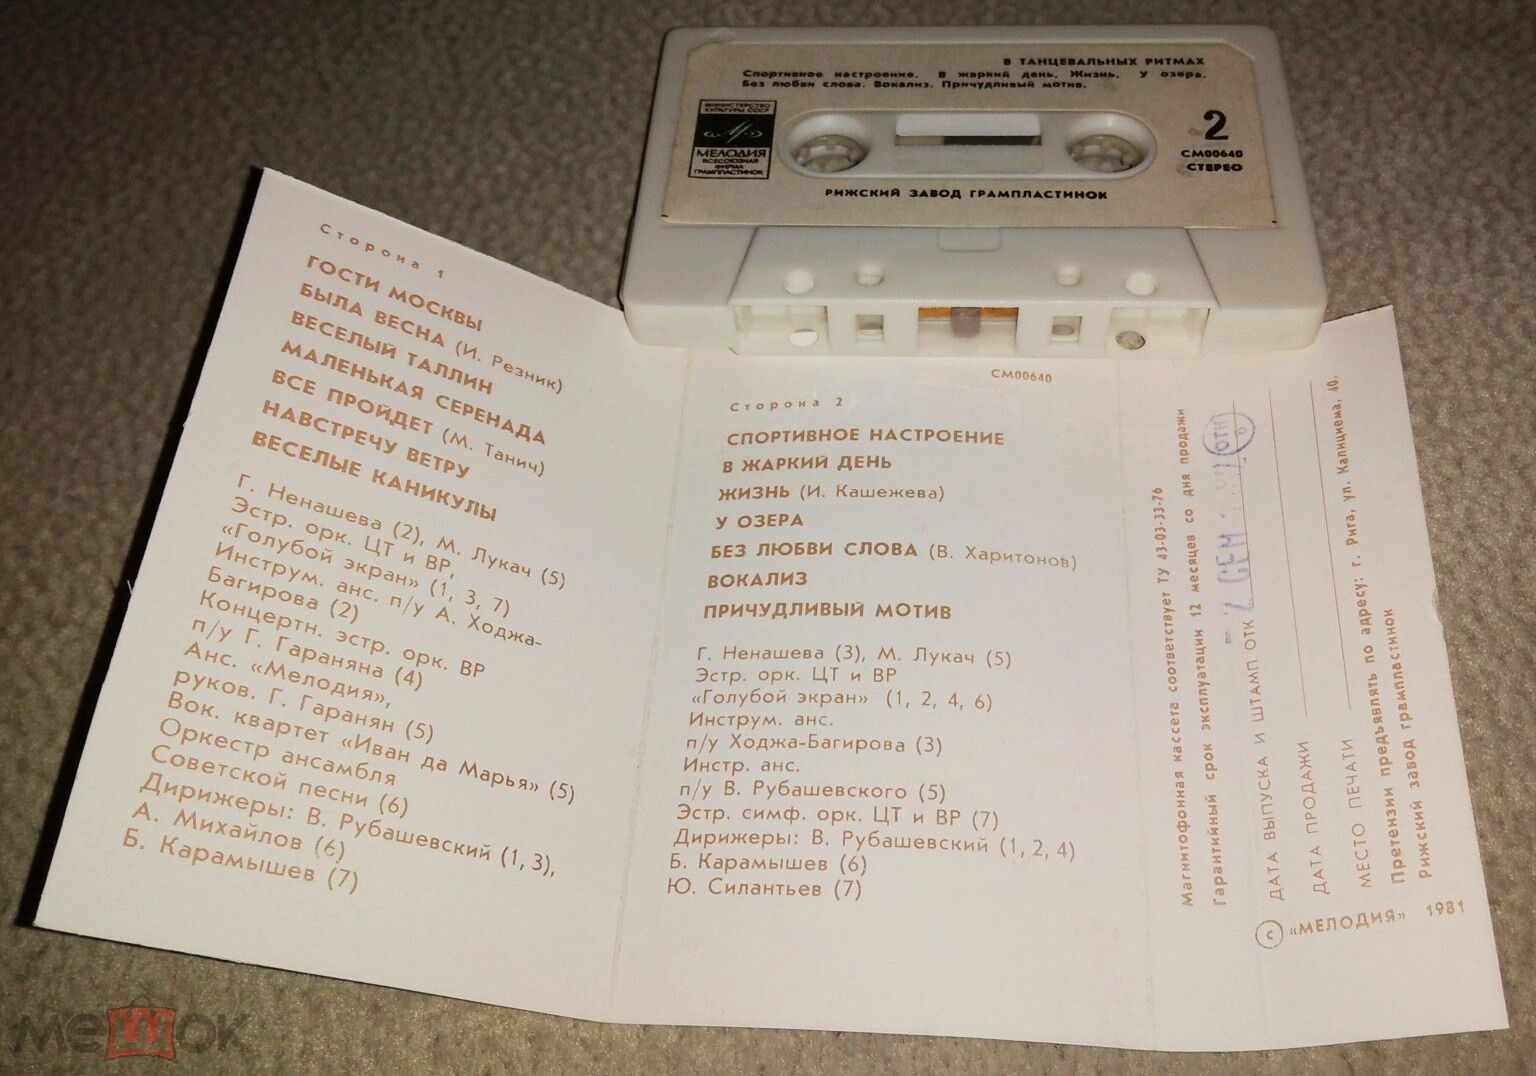 В ТАНЦЕВАЛЬНЫХ РИТМАХ
Спортивное настроение. В жаркий день. Жизнь. У озера.
Без любви слова. Вокализ. Причудливый мотив.
МИНИСТЕРСТВО
КУЛЬТУРЫ СССР
МЕЛОДИЯ
ВСЕСОЮЗНАЯ
ФИРМА
ГРАМПЛАСТИНОК
2
СМ00640
СТЕРЕО
РИЖСКИЙ ЗАВОД ГРАМПЛАСТИНОК
Сторона 1
ГОСТИ МОСКВЫ
БЫЛА ВЕСНА (И. Резник)
ВЕСЕЛЫЙ ТАЛЛИН
МАЛЕНЬКАЯ СЕРЕНАДА
ВСЕ ПРОЙДЕТ (М. Танич)
НАВСТРЕЧУ ВЕТРУ
ВЕСЕЛЫЕ КАНИКУЛЫ
Г. Ненашева (2), М. Лукач (5)
Эстр. орк. ЦТ и ВР,
«Голубой экран» (1, 3, 7)
Инструм. анс. п/у А. Ходжа-
Багирова (2)
Концертн. эстр. орк. ВР
п/у Г. Гараняна (4)
Анс. «Мелодия»,
руков. Г. Гаранян (5)
Вок. квартет «Иван да Марья» (5)
Оркестр ансамбля
Советской песни (6)
Дирижеры: В. Рубашевский (1, 3),
А. Михайлов (6)
Б. Карамышев (7)
СМ00640
Сторона 2
СПОРТИВНОЕ НАСТРОЕНИЕ
В ЖАРКИЙ ДЕНЬ
ЖИЗНЬ (И. Кашежева)
У ОЗЕРА
БЕЗ ЛЮБВИ СЛОВА (В. Харитонов)
ВОКАЛИЗ
ПРИЧУДЛИВЫЙ МОТИВ
Г. Ненашева (3), М. Лукач (5)
Эстр. орк. ЦТ и ВР
«Голубой экран» (1, 2, 4, 6)
Инструм. анс.
п/у Ходжа-Багирова (3)
Инстр. анс.
п/у В. Рубашевского (5)
Эстр. симф. орк. ЦТ и ВР (7)
Дирижеры: В. Рубашевский (1, 2, 4)
Б. Карамышев (6)
Ю. Силантьев (7)
Магнитофонная кассета соответствует ТУ 43-03-33-76
Гарантийный срок эксплуатации 12 месяцев со дня продажи
ДАТА ВЫПУСКА И ШТАМП ОТК
- 2 СЕН ОТК 6
ДАТА ПРОДАЖИ
МЕСТО ПЕЧАТИ
Претензии предъявлять по адресу: г. Рига, ул. Капициема, 40.
Рижский завод грампластинок
© «МЕЛОДИЯ» 1981
мешок